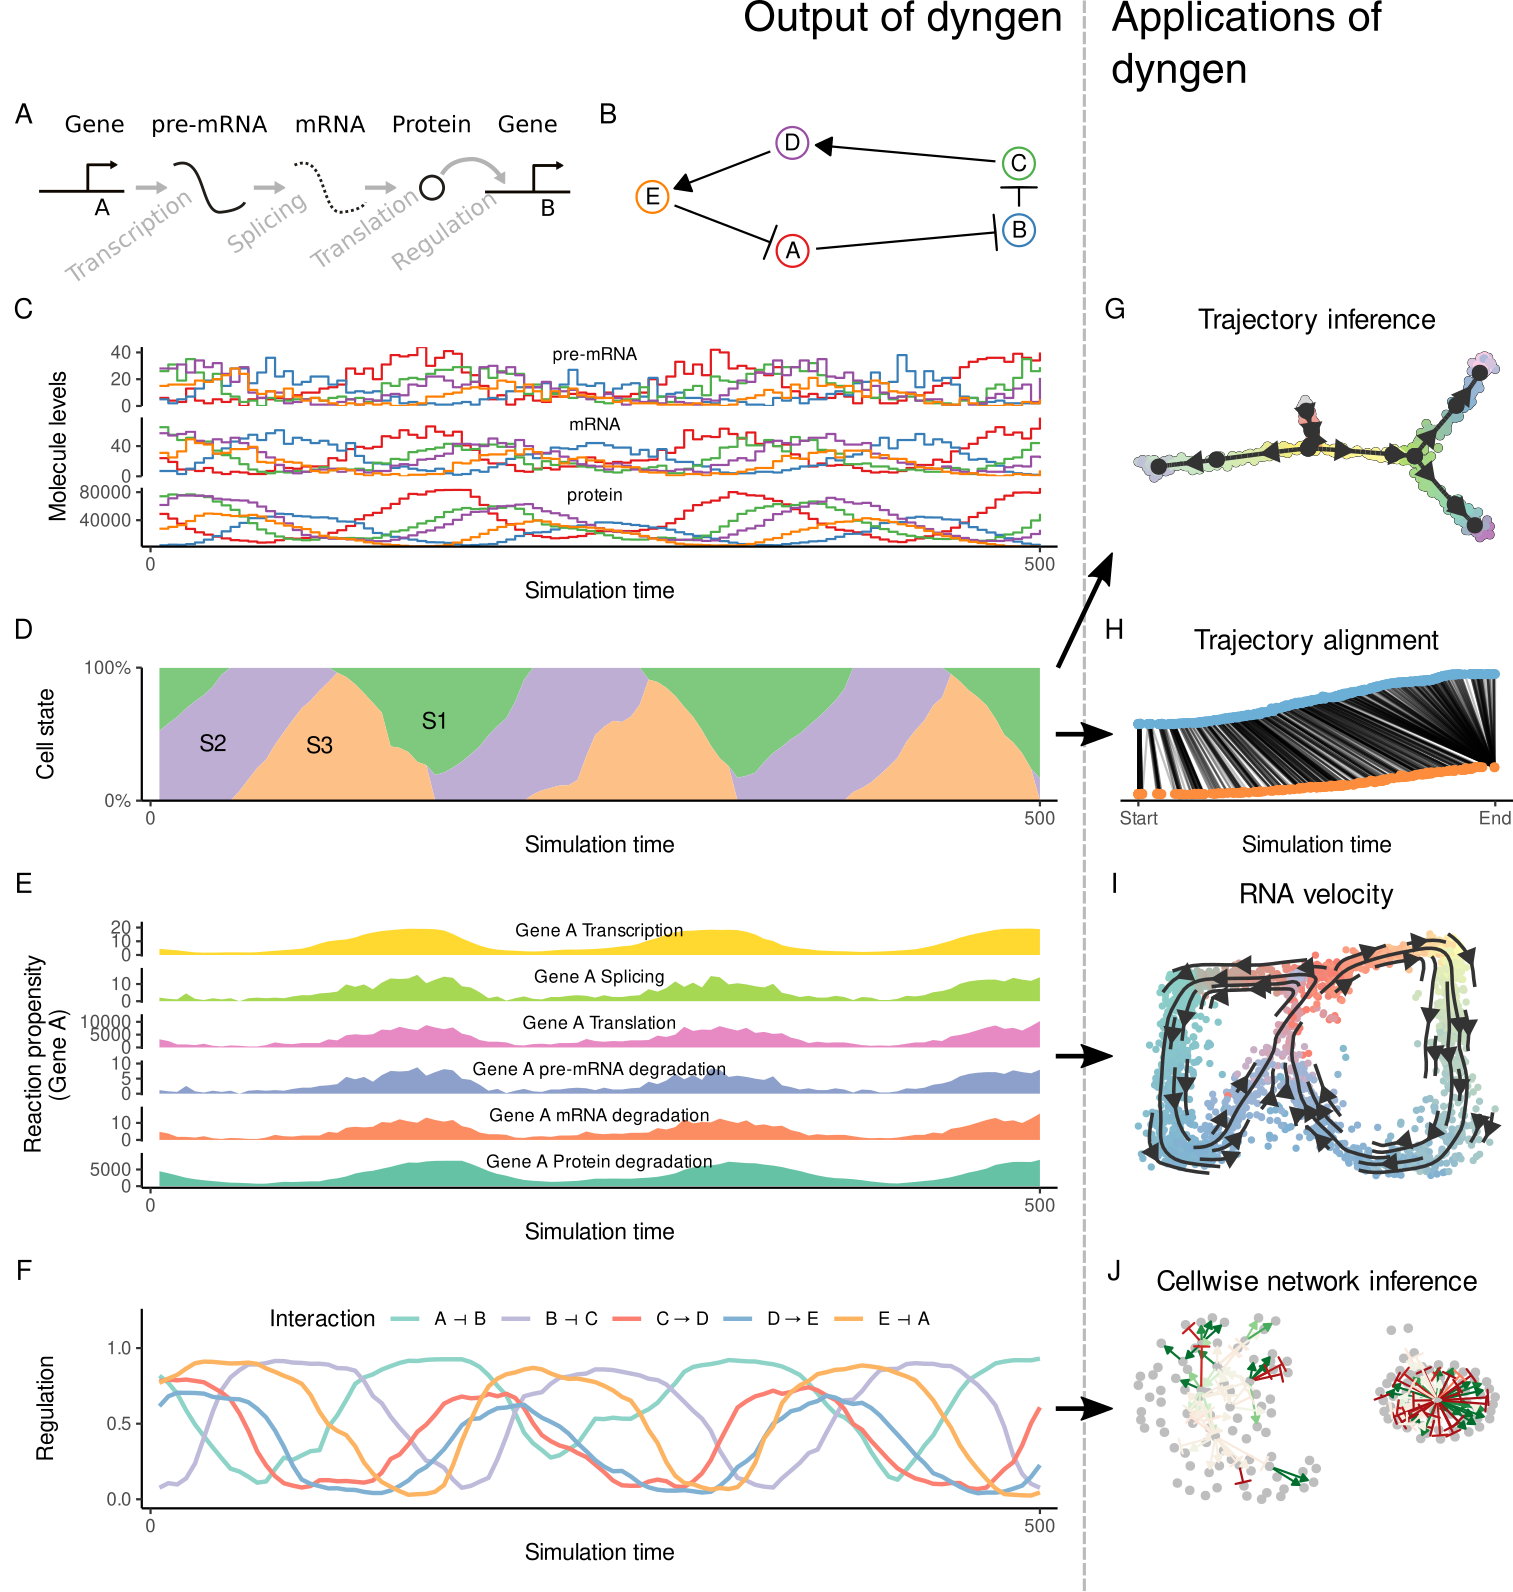 Output of dyngen
Applications of
dyngen
A
Gene
pre-mRNA
mRNA
Protein
Gene
A
B
Transcription
Splicing
Translation
Regulation
B
D
C
E
B
A
C
Molecule levels
pre-mRNA
40
20
0
mRNA
40
0
protein
80000
40000
0
500
Simulation time
D
Cell state
100%
0%
S2
S3
S1
0
500
Simulation time
E
Reaction propensity
(Gene A)
Gene A Transcription
20
10
0
Gene A Splicing
10
0
Gene A Translation
10000
5000
0
Gene A pre-mRNA degradation
10
5
0
Gene A mRNA degradation
10
0
Gene A Protein degradation
5000
0
0
500
Simulation time
F
Interaction
A ⊣ B
B ⊣ C
C → D
D → E
E ⊣ A
Regulation
1.0
0.5
0.0
0
500
Simulation time
G
Trajectory inference
H
Trajectory alignment
Start
End
Simulation time
I
RNA velocity
J
Cellwise network inference